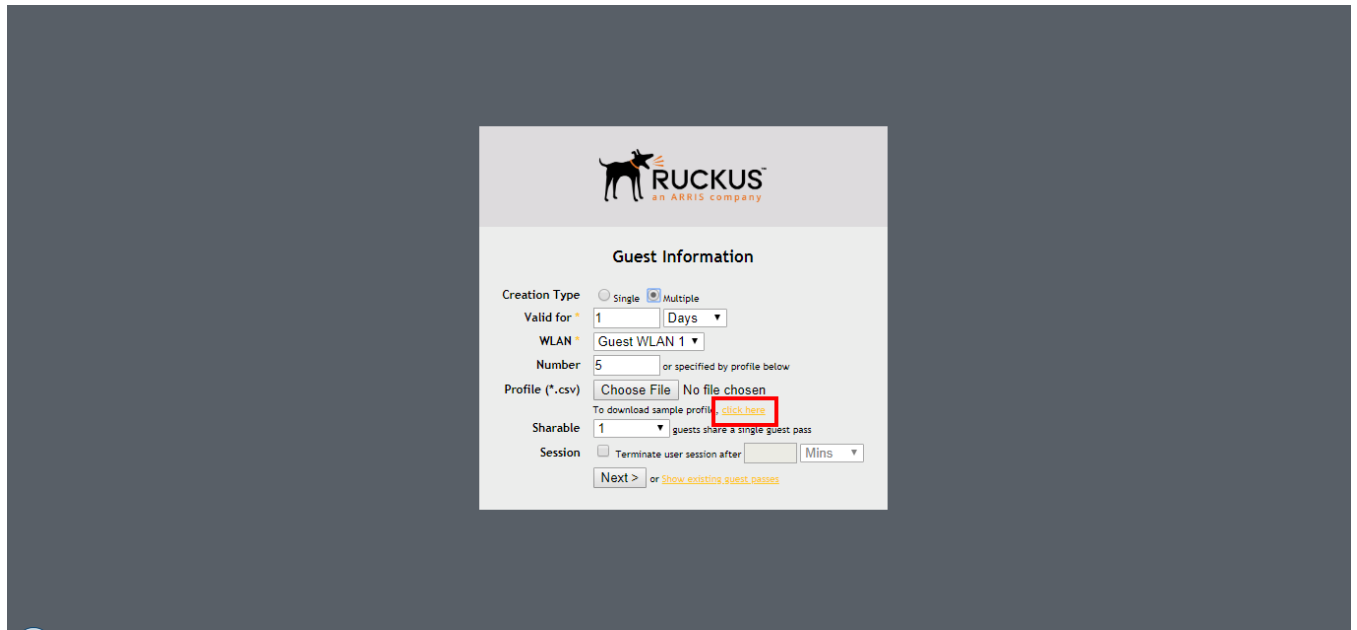 RUCKUS™
an ARRIS company
Guest Information
Creation Type Single Multiple
Valid for * 1 Days
WLAN * Guest WLAN 1
Number 5 or specified by profile below
Profile (*.csv) Choose File No file chosen
To download sample profile, click here
Sharable 1 guests share a single guest pass
Session Terminate user session after Mins
Next > or Show existing guest passes